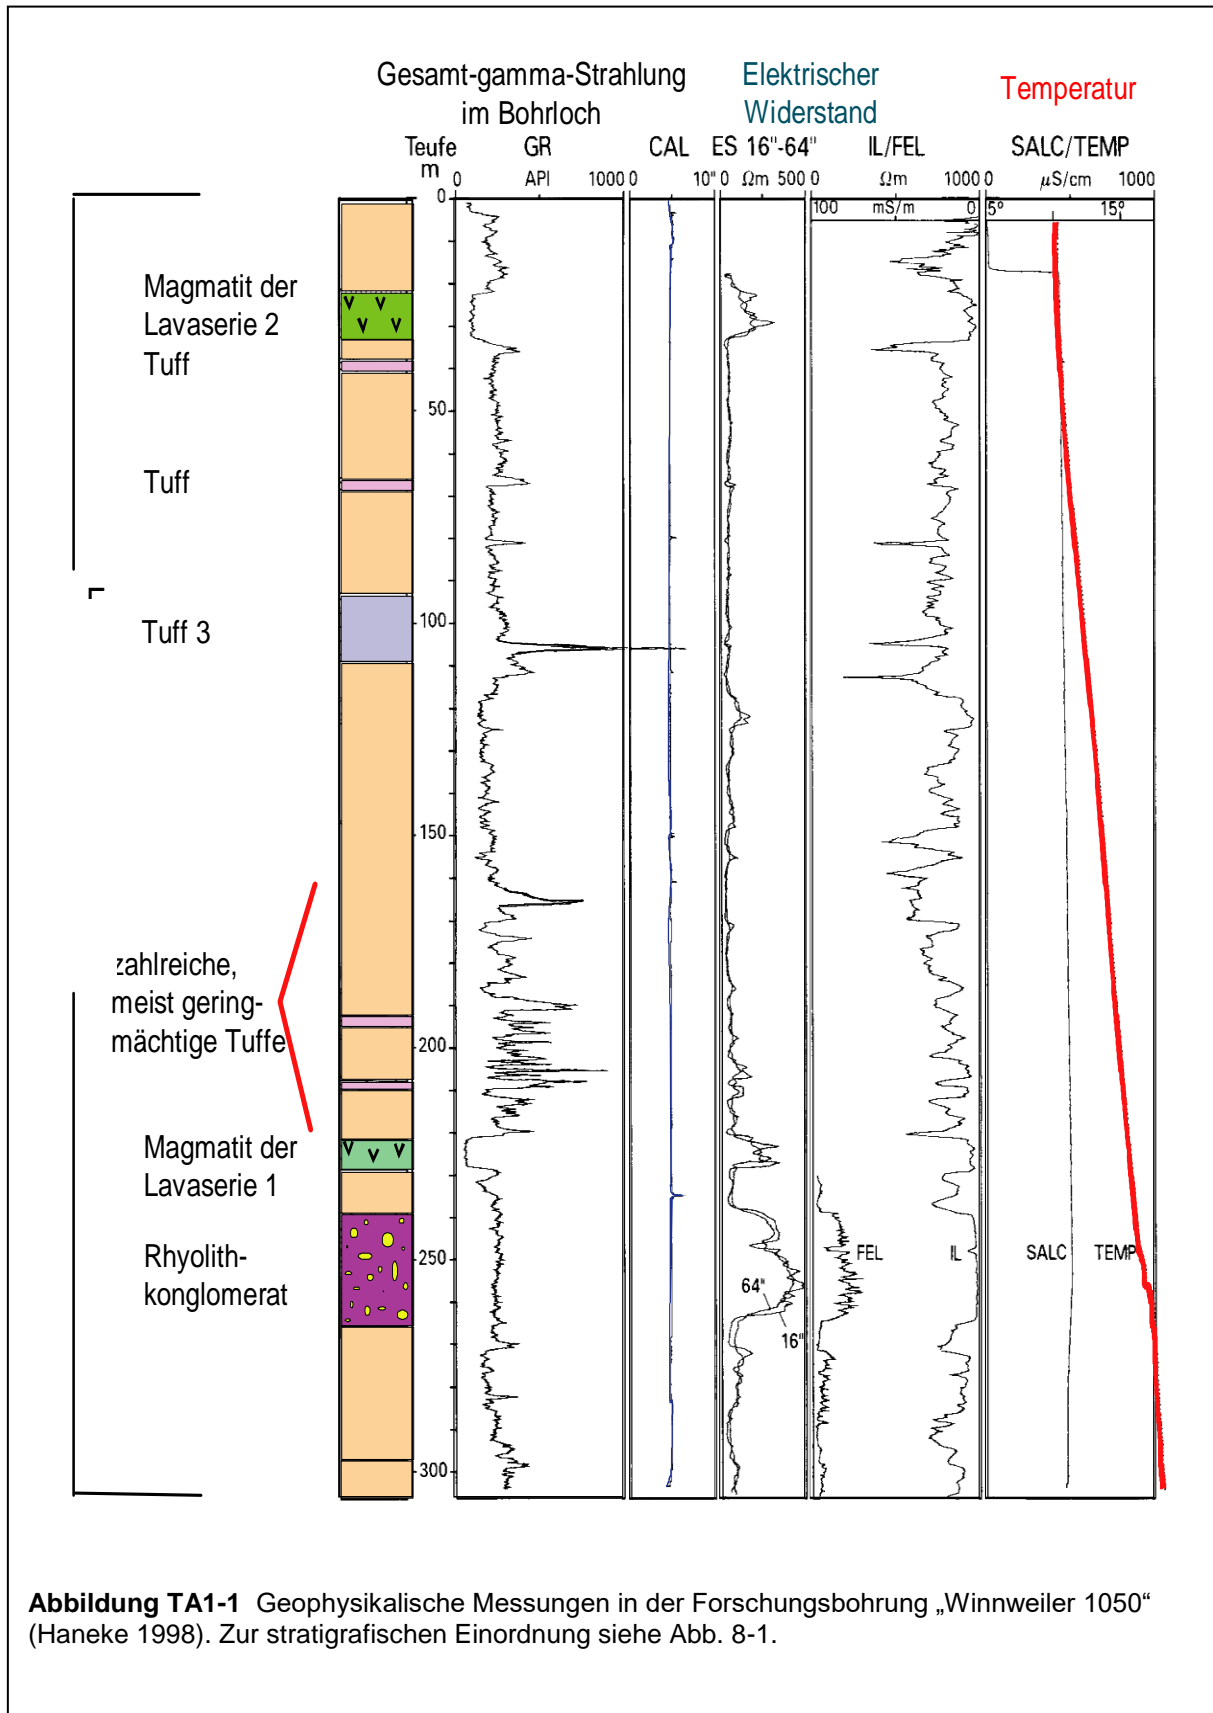 Gesamt-gamma-Strahlung
im Bohrloch
Elektrischer
Widerstand
Temperatur
Teufe
m
GR
CAL
ES 16"-64"
IL/FEL
SALC/TEMP
0 API 1000
0 10"
0 Ωm 500
0 Ωm 1000
0 µS/cm 1000
100 mS/m 0
5° 15°
0
50
100
150
200
250
300
Magmatit der
Lavaserie 2
Tuff
Tuff
Tuff 3
zahlreiche,
meist gering-
mächtige Tuffe
Magmatit der
Lavaserie 1
Rhyolith-
konglomerat
FEL
IL
SALC
TEMP
64"
16"
Abbildung TA1-1 Geophysikalische Messungen in der Forschungsbohrung „Winnweiler 1050“
(Haneke 1998). Zur stratigrafischen Einordnung siehe Abb. 8-1.